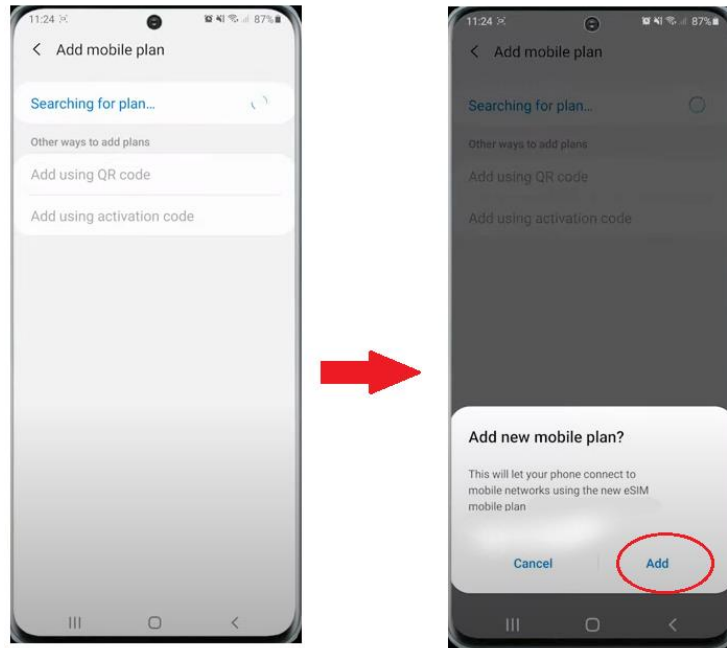 11:24
87%
Add mobile plan
Searching for plan...
Other ways to add plans
Add using QR code
Add using activation code
11:24
87%
Add mobile plan
Searching for plan...
Other ways to add plans
Add using QR code
Add using activation code
Add new mobile plan?
This will let your phone connect to
mobile networks using the new eSIM
mobile plan
Cancel
Add